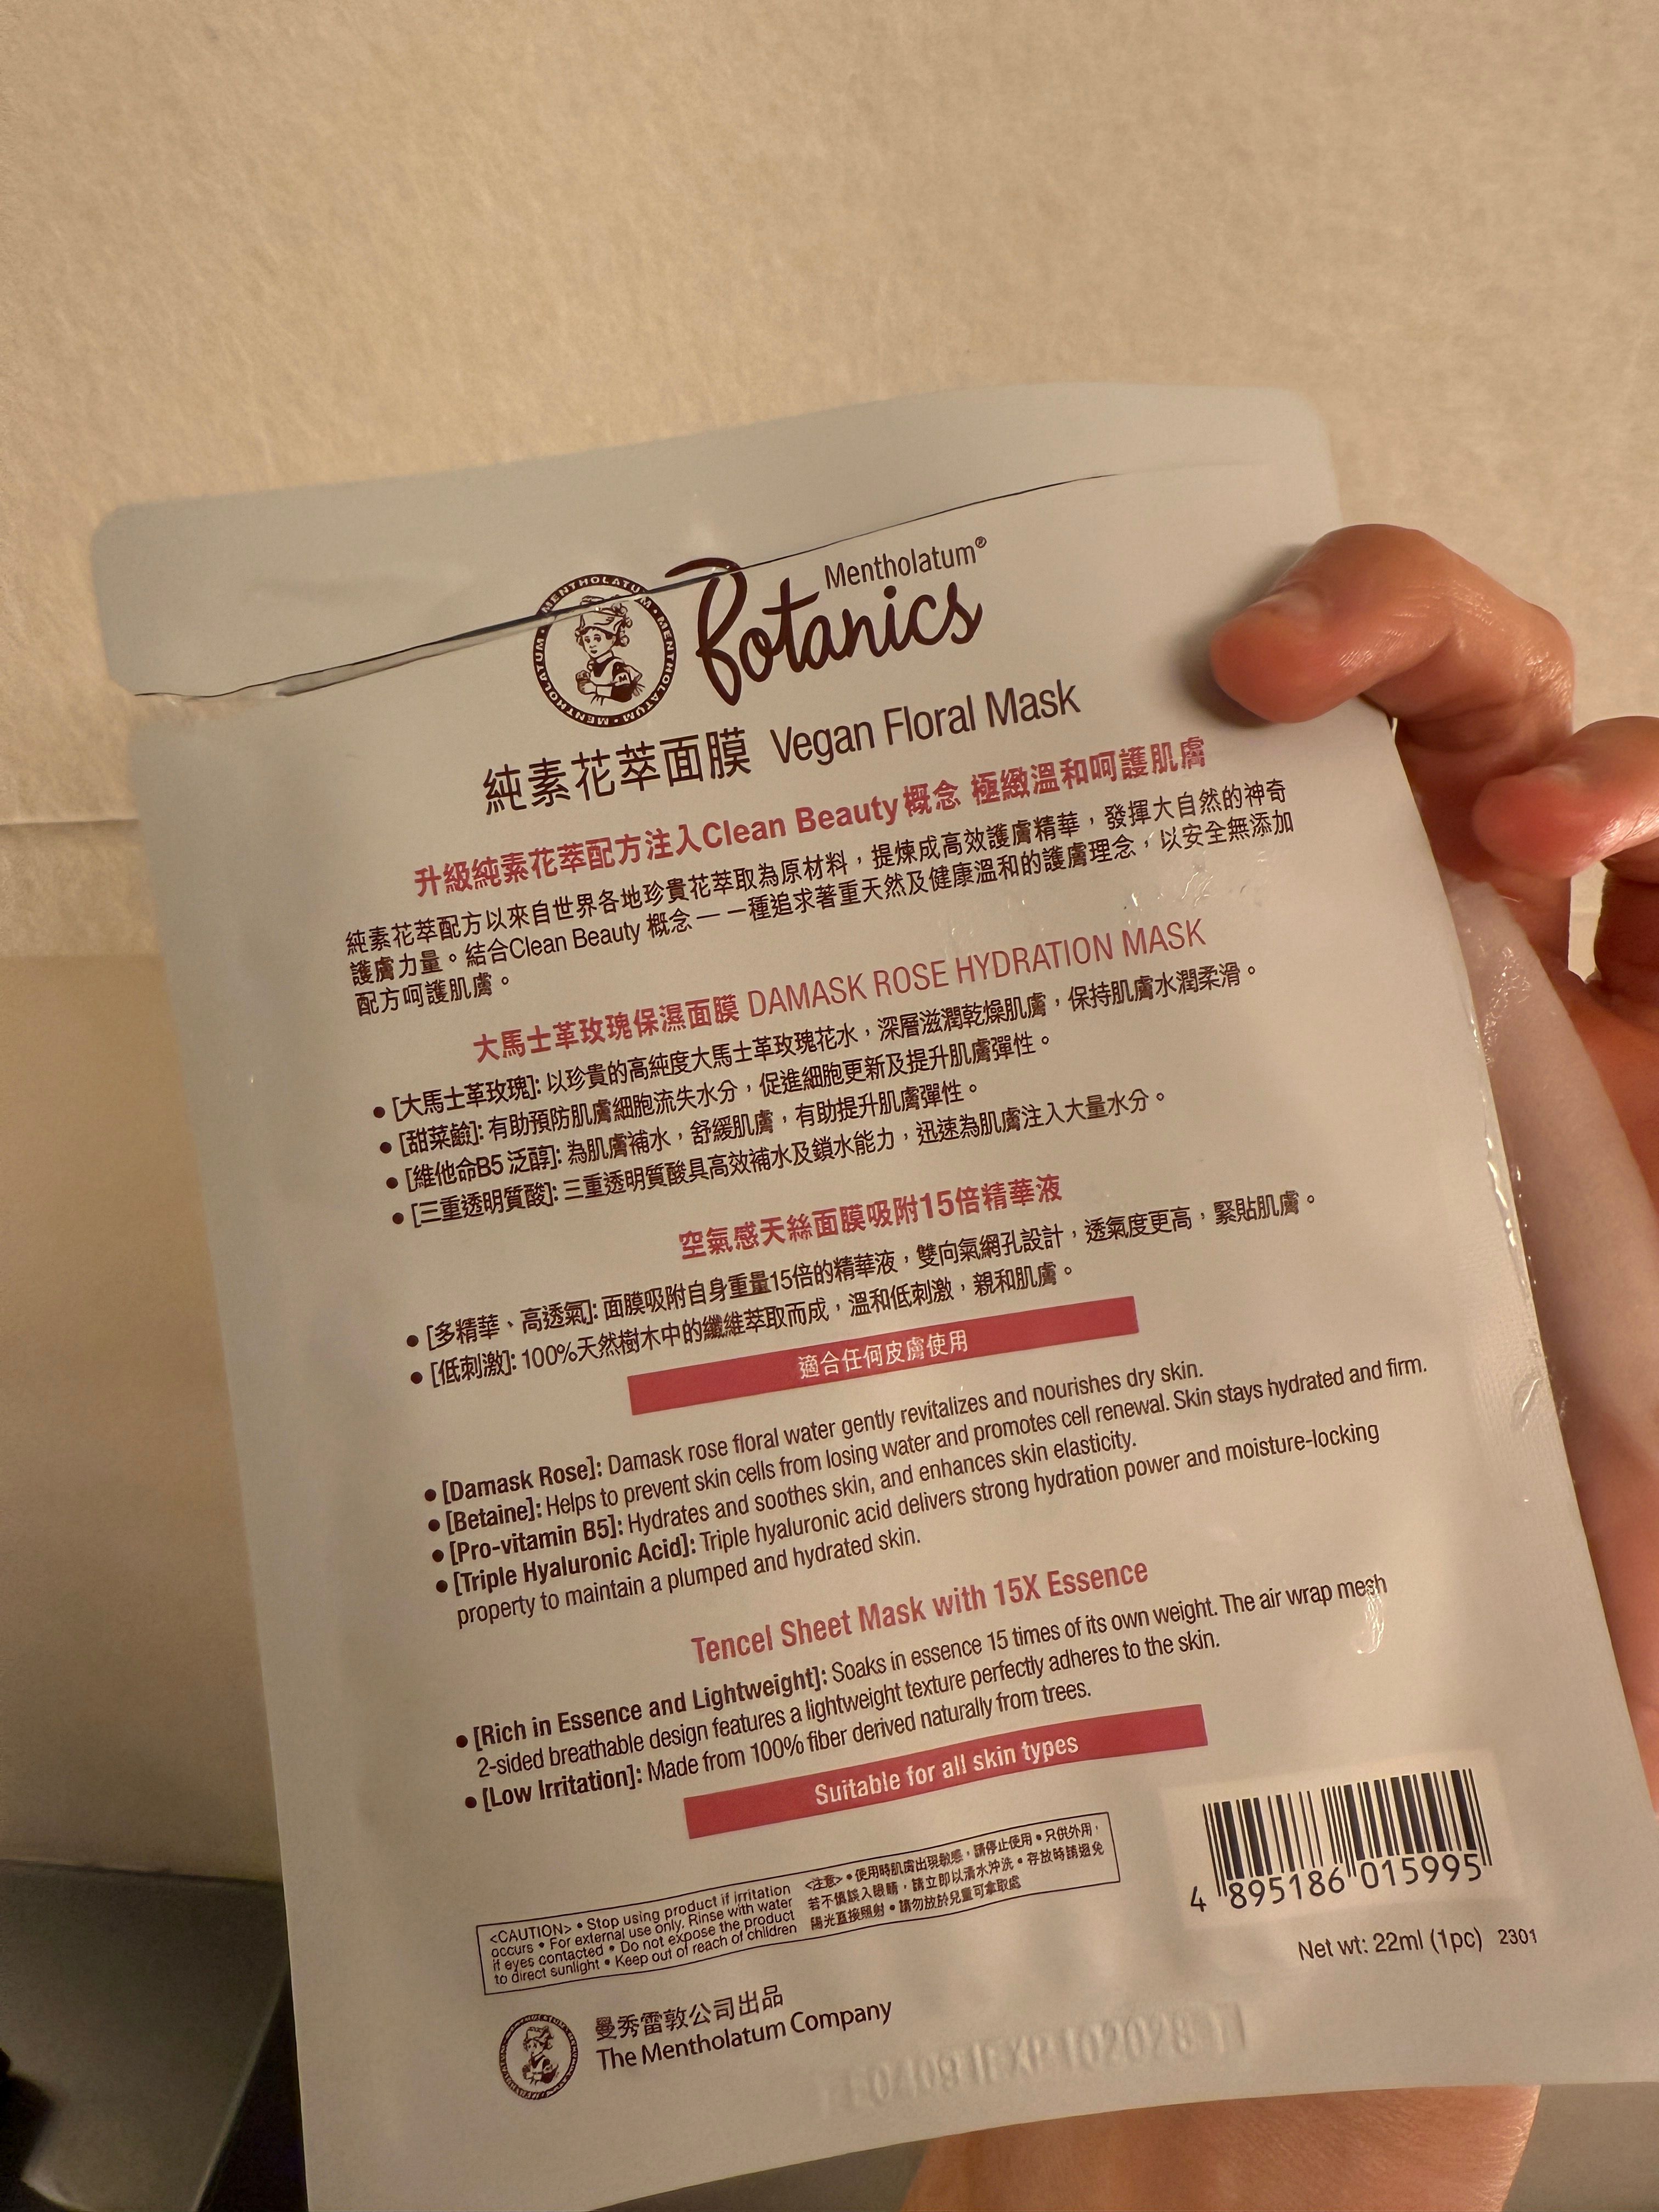 MENTHOLATUM • MENTHOLATUM • MENTHOLATUM •
Mentholatum®
Botanics
純素花萃面膜 Vegan Floral Mask
升級純素花萃配方注入Clean Beauty概念 極緻溫和呵護肌膚
純素花萃配方以來自世界各地珍貴花萃取為原材料，提煉成高效護膚精華，發揮大自然的神奇
護膚力量。結合Clean Beauty 概念 — 一種追求著重天然及健康溫和的護膚理念，以安全無添加
配方呵護肌膚。
大馬士革玫瑰保濕面膜 DAMASK ROSE HYDRATION MASK
• [大馬士革玫瑰]: 以珍貴的高純度大馬士革玫瑰花水，深層滋潤乾燥肌膚，保持肌膚水潤柔滑。
• [甜菜鹼]: 有助預防肌膚細胞流失水分，促進細胞更新及提升肌膚彈性。
• [維他命B5 泛醇]: 為肌膚補水，舒緩肌膚，有助提升肌膚彈性。
• [三重透明質酸]: 三重透明質酸具高效補水及鎖水能力，迅速為肌膚注入大量水分。
空氣感天絲面膜吸附15倍精華液
• [多精華、高透氣]: 面膜吸附自身重量15倍的精華液，雙向氣網孔設計，透氣度更高，緊貼肌膚。
• [低刺激]: 100%天然樹木中的纖維萃取而成，溫和低刺激，親和肌膚。
適合任何皮膚使用
• [Damask Rose]: Damask rose floral water gently revitalizes and nourishes dry skin.
• [Betaine]: Helps to prevent skin cells from losing water and promotes cell renewal. Skin stays hydrated and firm.
• [Pro-vitamin B5]: Hydrates and soothes skin, and enhances skin elasticity.
• [Triple Hyaluronic Acid]: Triple hyaluronic acid delivers strong hydration power and moisture-locking
property to maintain a plumped and hydrated skin.
Tencel Sheet Mask with 15X Essence
• [Rich in Essence and Lightweight]: Soaks in essence 15 times of its own weight. The air wrap mesh
2-sided breathable design features a lightweight texture perfectly adheres to the skin.
• [Low Irritation]: Made from 100% fiber derived naturally from trees.
Suitable for all skin types
<CAUTION> • Stop using product if irritation
occurs • For external use only. Rinse with water
if eyes contacted • Do not expose the product
to direct sunlight • Keep out of reach of children
<注意> • 使用時肌膚出現敏感，請停止使用 • 只供外用，
若不慎誤入眼睛，請立即以清水沖洗 • 存放時請避免
陽光直接照射 • 請勿放於兒童可拿取處
4 895186 015995
Net wt: 22ml (1pc) 2301
曼秀雷敦公司出品
The Mentholatum Company
EXP 102028